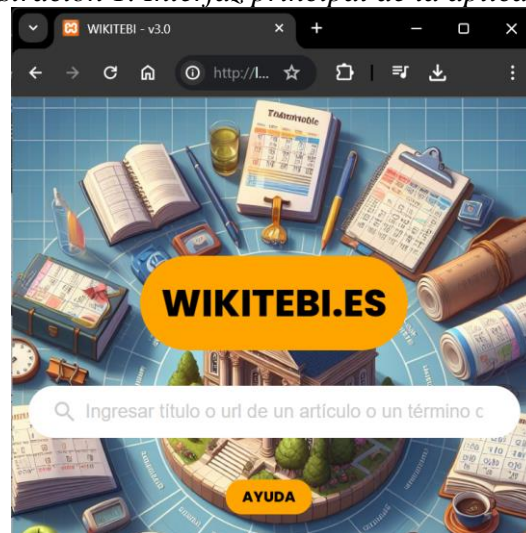 WIKITEBI - v3.0
http://l...
WIKITEBI.ES
Ingresar título o url de un artículo o un término c
AYUDA